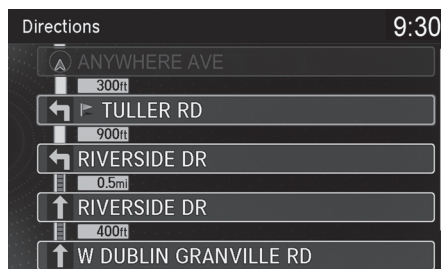 Directions 9:30
ANYWHERE AVE
300ft
TULLER RD
900ft
RIVERSIDE DR
0.5mi
RIVERSIDE DR
400ft
W DUBLIN GRANVILLE RD